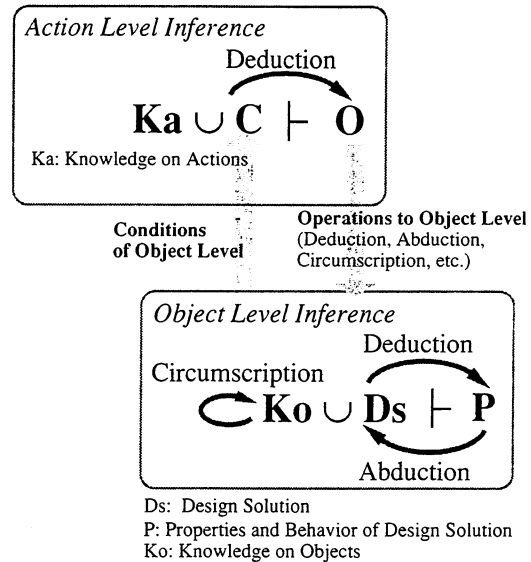 Action Level Inference
Deduction
Ka ∪ C ⊢ O
Ka: Knowledge on Actions
Conditions
of Object Level
Operations to Object Level
(Deduction, Abduction,
Circumscription, etc.)
Object Level Inference
Deduction
Circumscription
Ko ∪ Ds ⊢ P
Abduction
Ds: Design Solution
P: Properties and Behavior of Design Solution
Ko: Knowledge on Objects